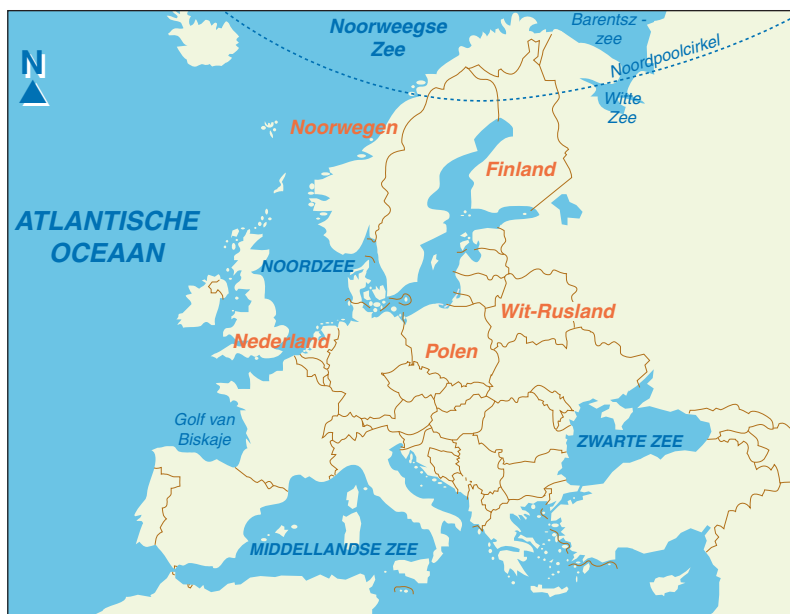 Noorweegse
Zee
Barentsz -
zee
Noordpoolcirkel
N
Witte
Zee
Noorwegen
Finland
ATLANTISCHE
OCEAAN
NOORDZEE
Wit-Rusland
Nederland
Polen
Golf van
Biskaje
ZWARTE ZEE
MIDDELLANDSE ZEE